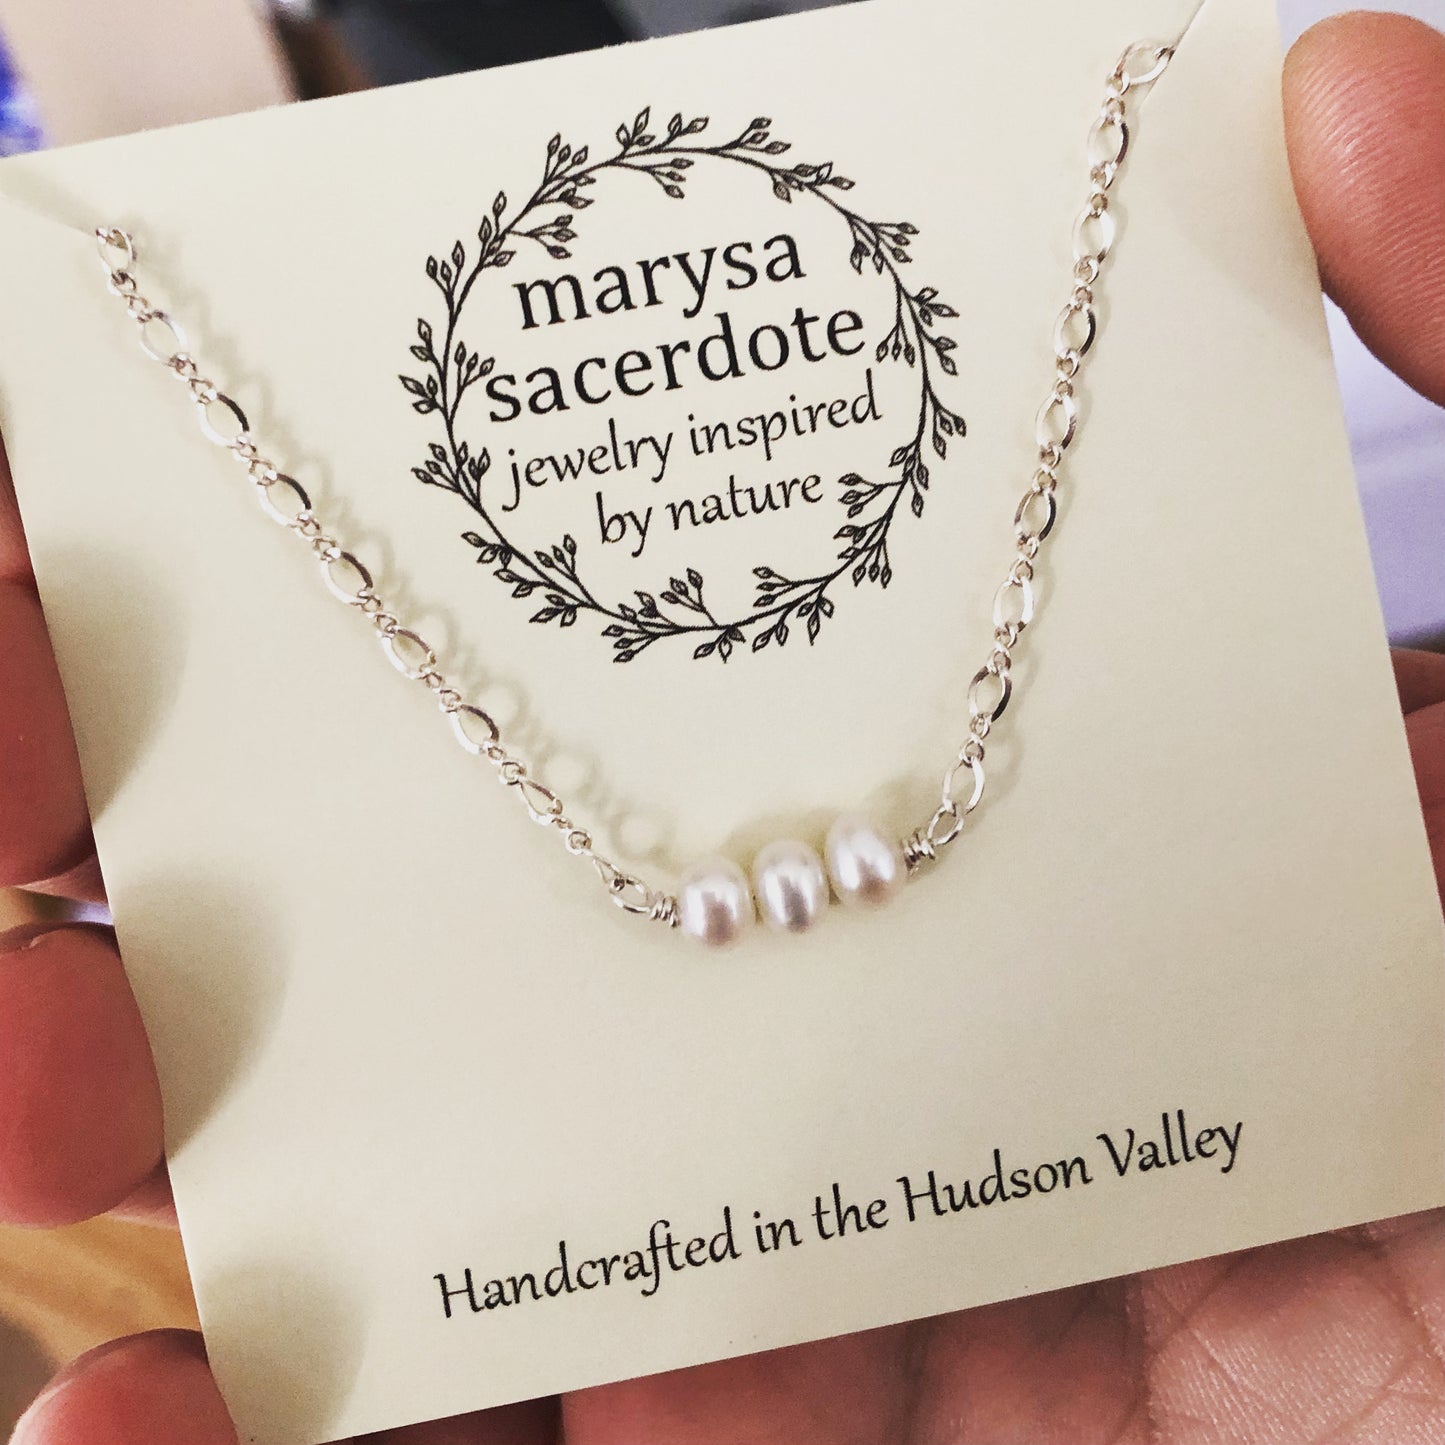 marysa
sacerdote
jewelry inspired
by nature
Handcrafted in the Hudson Valley